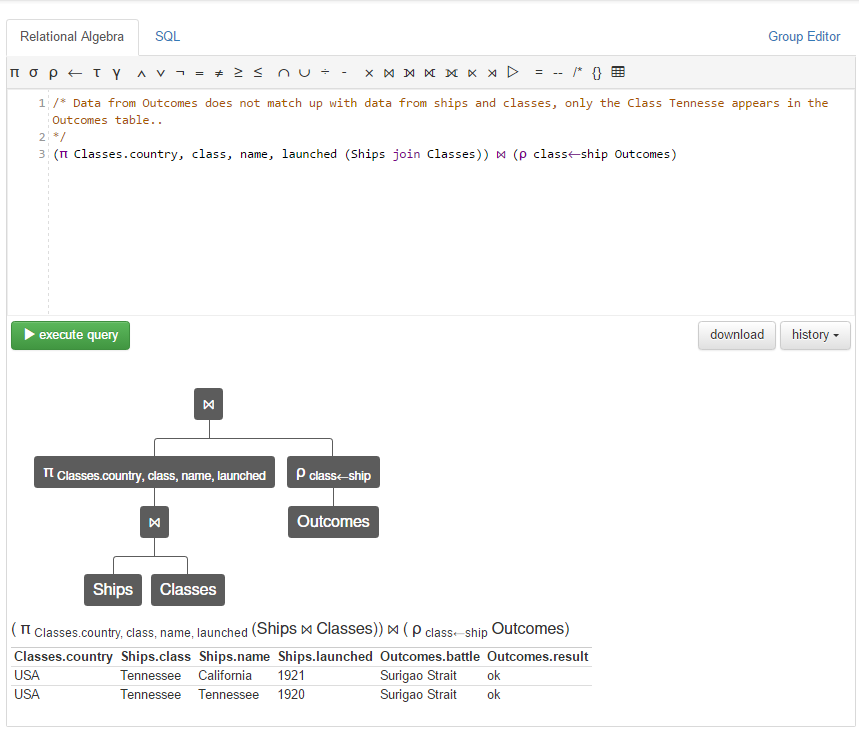 Relational Algebra SQL Group Editor
π σ ρ ← τ γ ∧ ∨ ¬ = ≠ ≥ ≤ ∩ ∪ ÷ - × ⋈ ⟕ ⟖ ⟗ ⋉ ⋊ ▷ = -- /* {}
1 /* Data from Outcomes does not match up with data from ships and classes, only the Class Tennesse appears in the
Outcomes table..
2 */
3 (π Classes.country, class, name, launched (Ships join Classes)) ⋈ (ρ class←ship Outcomes)
execute query download history
⋈
π Classes.country, class, name, launched ρ class←ship
⋈ Outcomes
Ships Classes
( π Classes.country, class, name, launched (Ships ⋈ Classes)) ⋈ ( ρ class←ship Outcomes)
Classes.country Ships.class Ships.name Ships.launched Outcomes.battle Outcomes.result
USA Tennessee California 1921 Surigao Strait ok
USA Tennessee Tennessee 1920 Surigao Strait ok